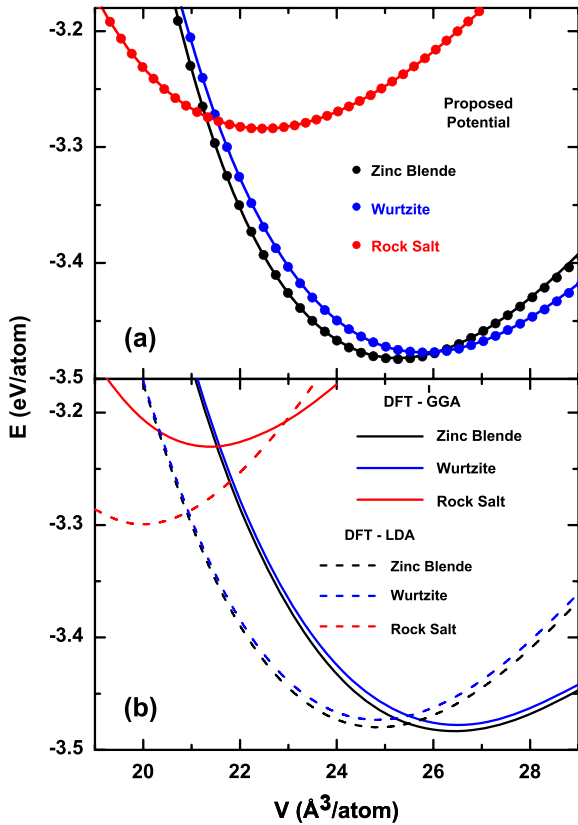 -3.2
Proposed
Potential
-3.3
Zinc Blende
Wurtzite
Rock Salt
-3.4
(a)
-3.5
E (eV/atom)
DFT - GGA
-3.2
Zinc Blende
Wurtzite
Rock Salt
-3.3
DFT - LDA
Zinc Blende
Wurtzite
Rock Salt
-3.4
(b)
-3.5
20 22 24 26 28
V (Å3/atom)